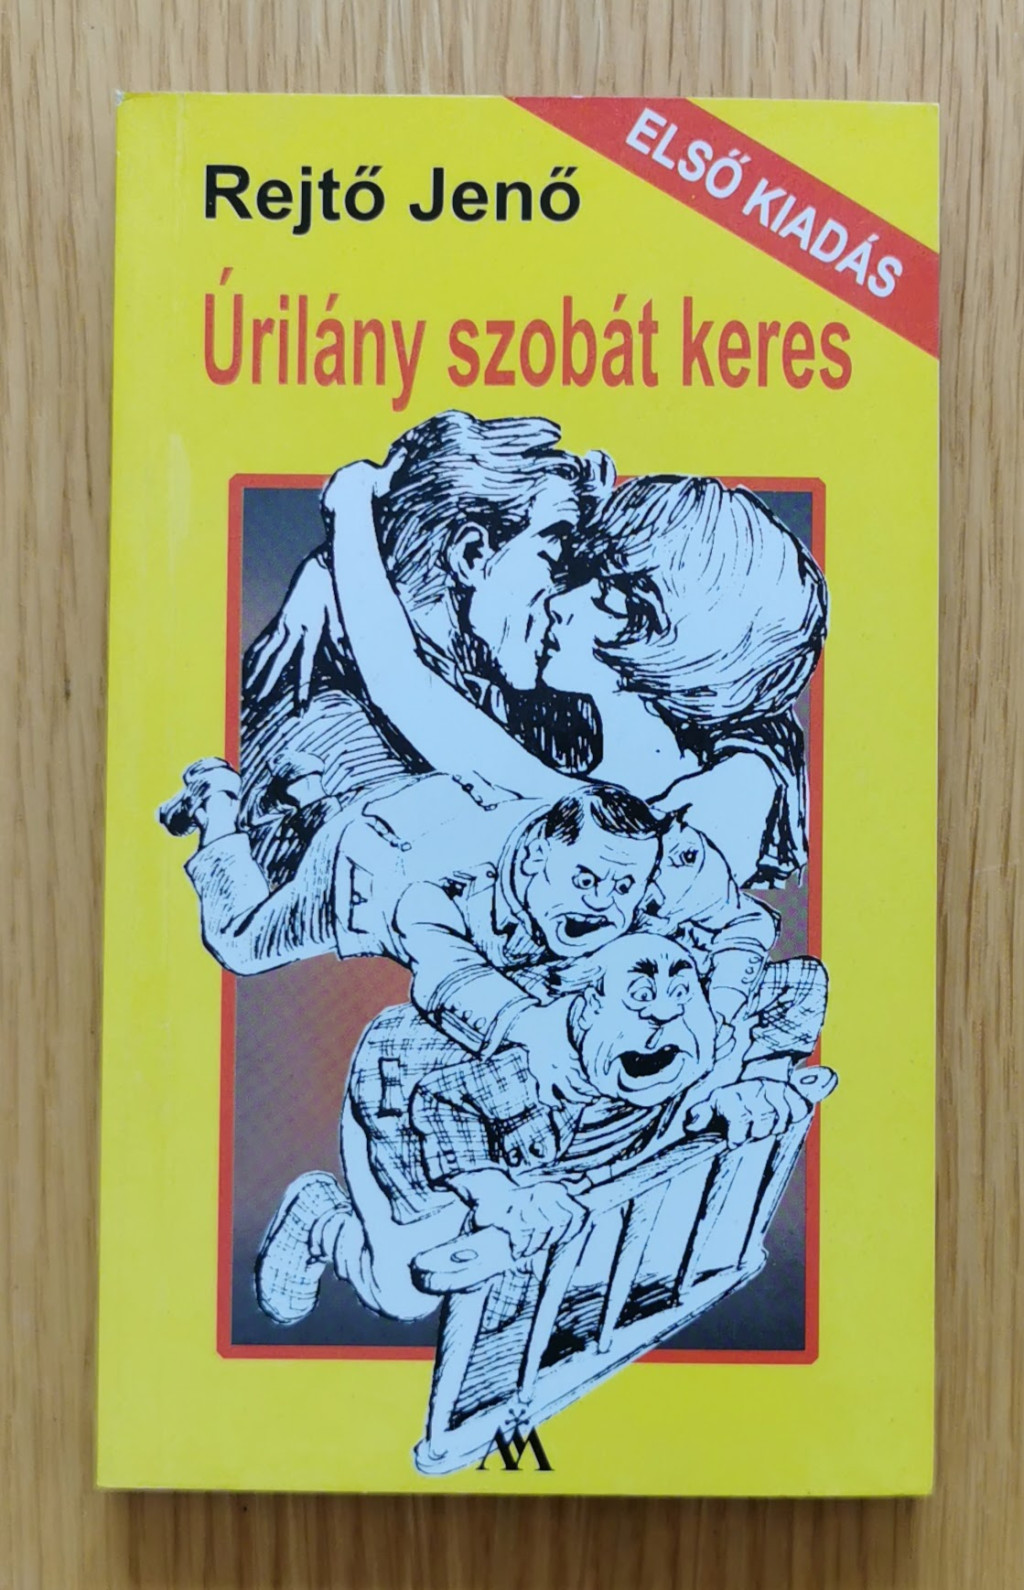 ELSŐ KIADÁS
Rejtő Jenő
Úrilány szobát keres